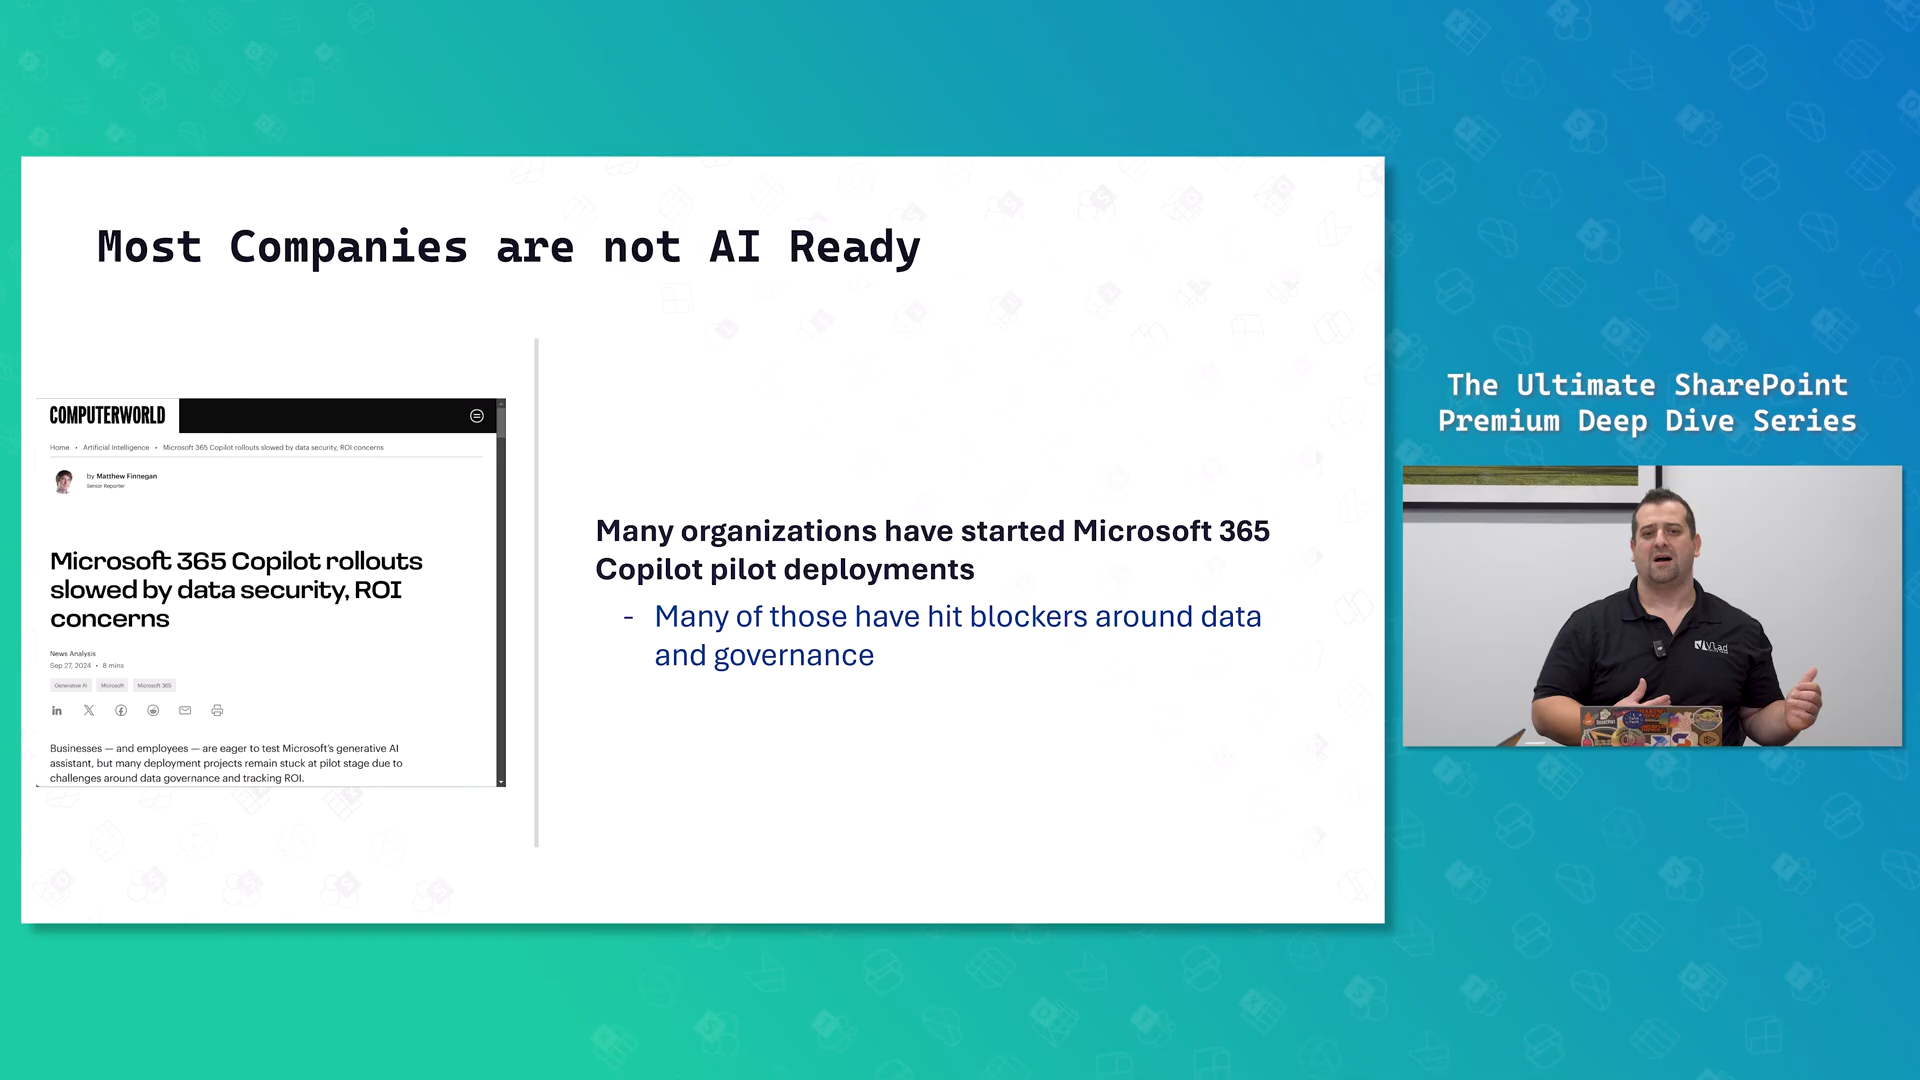 Most Companies are not AI Ready
COMPUTERWORLD
Home • Artificial Intelligence • Microsoft 365 Copilot rollouts slowed by data security, ROI concerns
by Matthew Finnegan
Senior Reporter
Microsoft 365 Copilot rollouts
slowed by data security, ROI
concerns
News Analysis
Sep 27, 2024 • 8 mins
Generative AI Microsoft Microsoft 365
Businesses — and employees — are eager to test Microsoft's generative AI
assistant, but many deployment projects remain stuck at pilot stage due to
challenges around data governance and tracking ROI.
Many organizations have started Microsoft 365
Copilot pilot deployments
- Many of those have hit blockers around data
and governance
The Ultimate SharePoint
Premium Deep Dive Series
Vlad